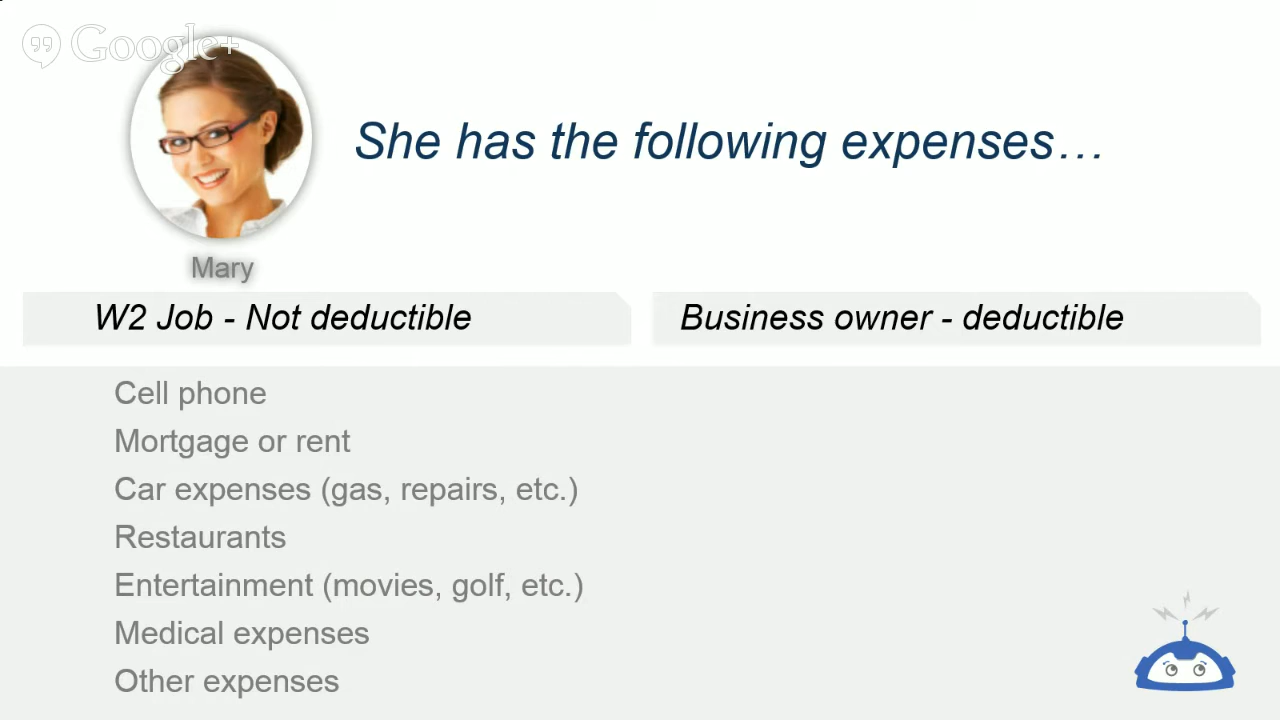 Google+
She has the following expenses…
Mary
W2 Job - Not deductible
Business owner - deductible
Cell phone
Mortgage or rent
Car expenses (gas, repairs, etc.)
Restaurants
Entertainment (movies, golf, etc.)
Medical expenses
Other expenses